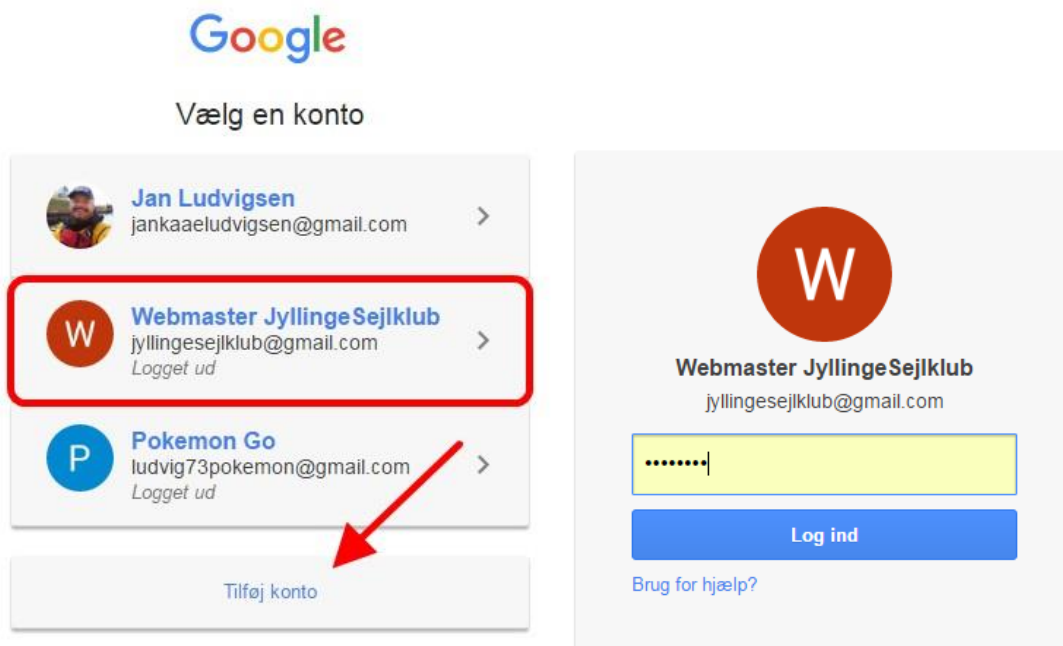 Google
Vælg en konto
Jan Ludvigsen
jankaaeludvigsen@gmail.com
W
Webmaster JyllingeSejlklub
jyllingesejlklub@gmail.com
Logget ud
P
Pokemon Go
ludvig73pokemon@gmail.com
Logget ud
Tilføj konto
W
Webmaster JyllingeSejlklub
jyllingesejlklub@gmail.com
••••••••
Log ind
Brug for hjælp?